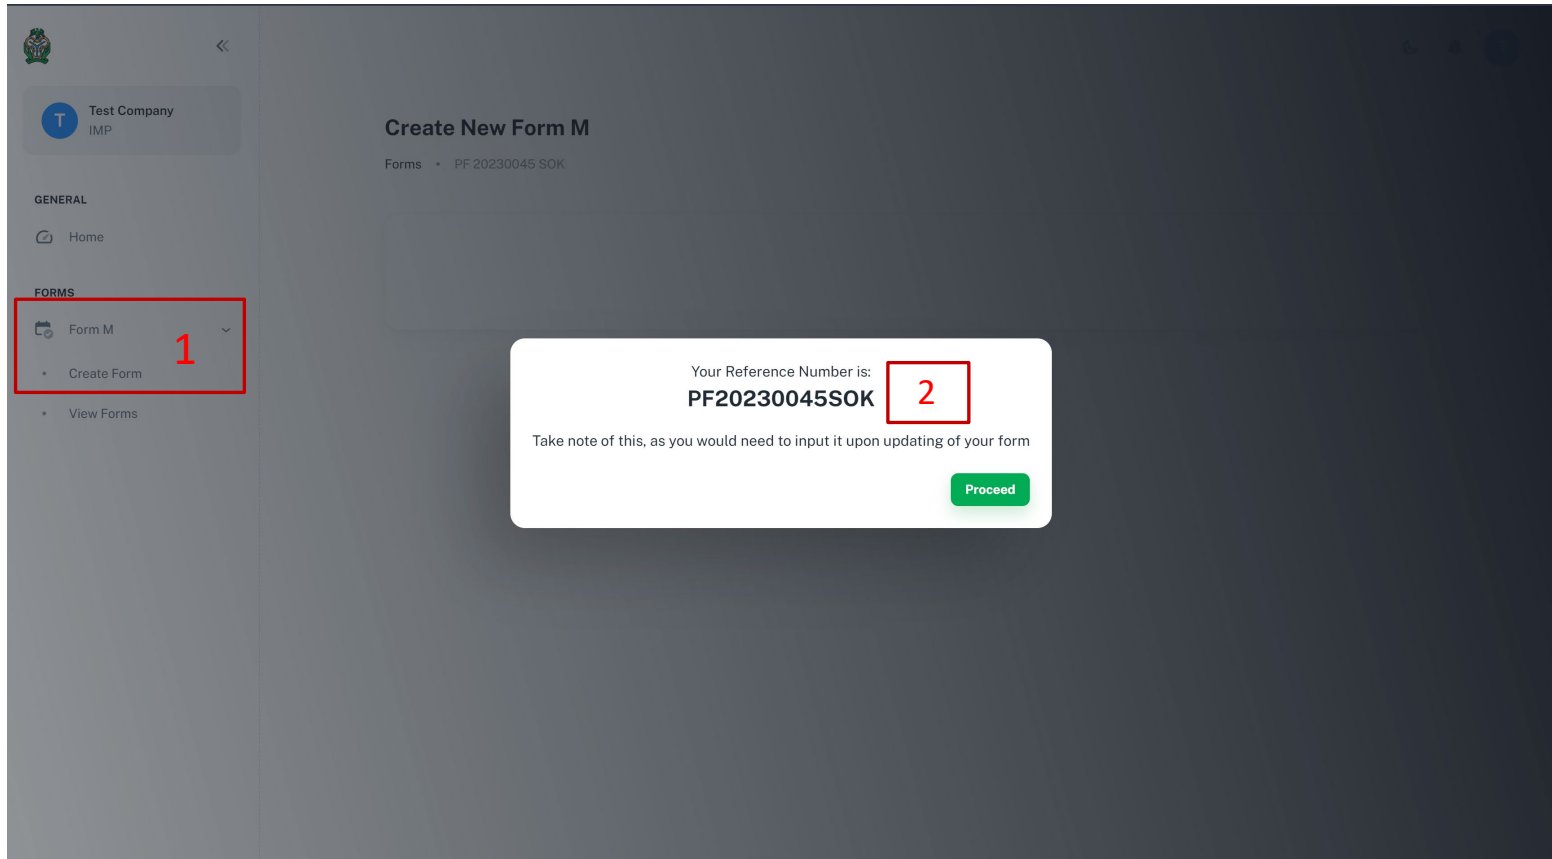 T
Test Company
IMP
Create New Form M
Forms • PF 20230045 SOK
GENERAL
Home
FORMS
Form M
1
• Create Form
• View Forms
Your Reference Number is:
PF20230045SOK
2
Take note of this, as you would need to input it upon updating of your form
Proceed